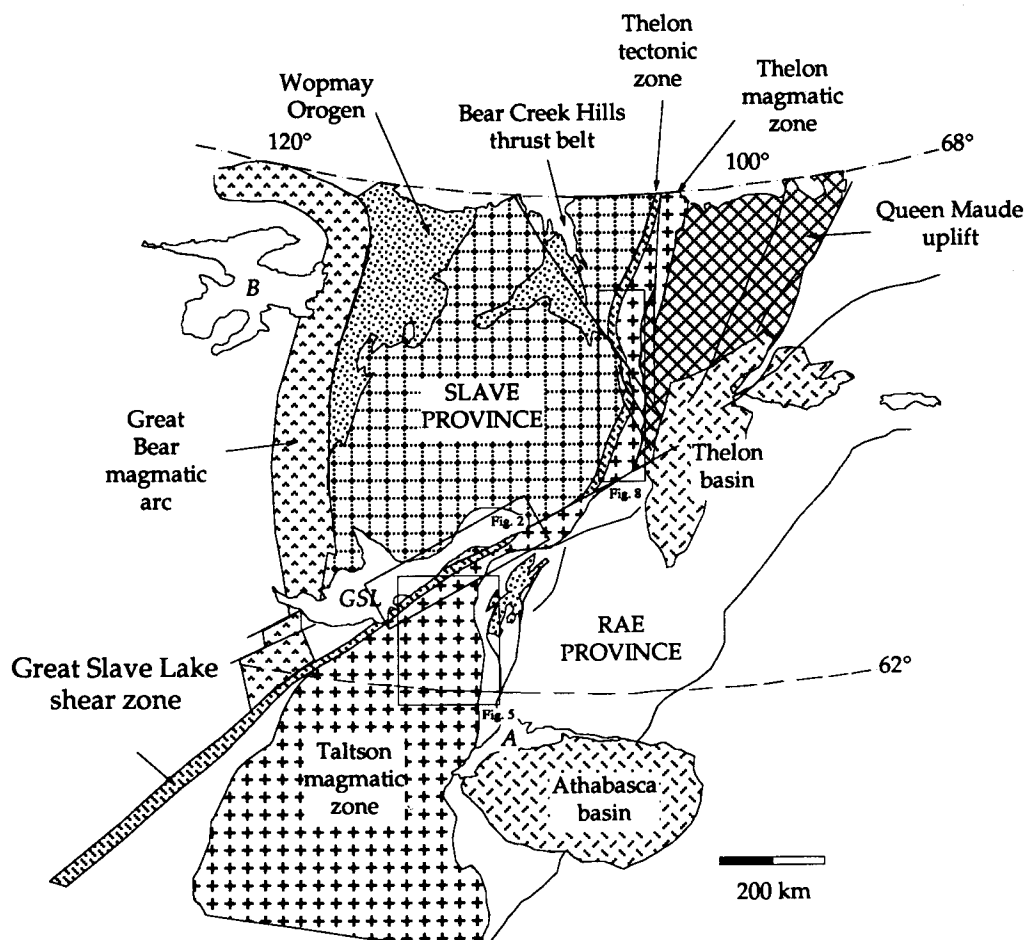 Thelon
tectonic
zone
Thelon
magmatic
zone
Wopmay
Orogen
Bear Creek Hills
thrust belt
120°
100°
68°
Queen Maude
uplift
B
SLAVE
PROVINCE
Great
Bear
magmatic
arc
Thelon
basin
Fig. 8
Fig. 2
GSL
RAE
PROVINCE
62°
Great Slave Lake
shear zone
Fig. 5
A
Taltson
magmatic
zone
Athabasca
basin
200 km